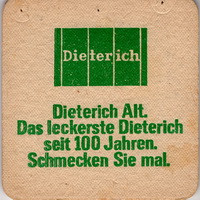 Dieterich
Dieterich Alt.
Das leckerste Dieterich
seit 100 Jahren.
Schmecken Sie mal.